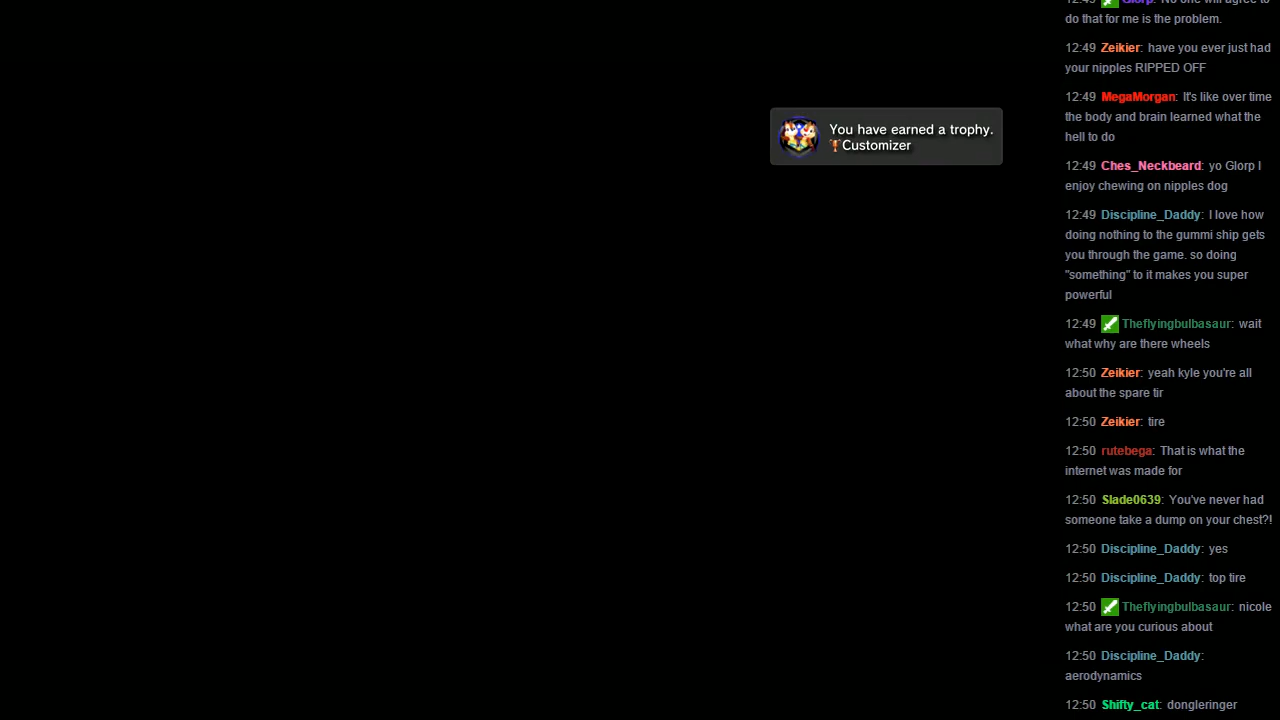 You have earned a trophy.
Customizer
12:49 Glorp: No one will agree to
do that for me is the problem.
12:49 Zeikier: have you ever just had
your nipples RIPPED OFF
12:49 MegaMorgan: It's like over time
the body and brain learned what the
hell to do
12:49 Ches_Neckbeard: yo Glorp I
enjoy chewing on nipples dog
12:49 Discipline_Daddy: I love how
doing nothing to the gummi ship gets
you through the game. so doing
"something" to it makes you super
powerful
12:49 Theflyingbulbasaur: wait
what why are there wheels
12:50 Zeikier: yeah kyle you're all
about the spare tir
12:50 Zeikier: tire
12:50 rutebega: That is what the
internet was made for
12:50 Slade0639: You've never had
someone take a dump on your chest?!
12:50 Discipline_Daddy: yes
12:50 Discipline_Daddy: top tire
12:50 Theflyingbulbasaur: nicole
what are you curious about
12:50 Discipline_Daddy:
aerodynamics
12:50 Shifty_cat: dongleringer